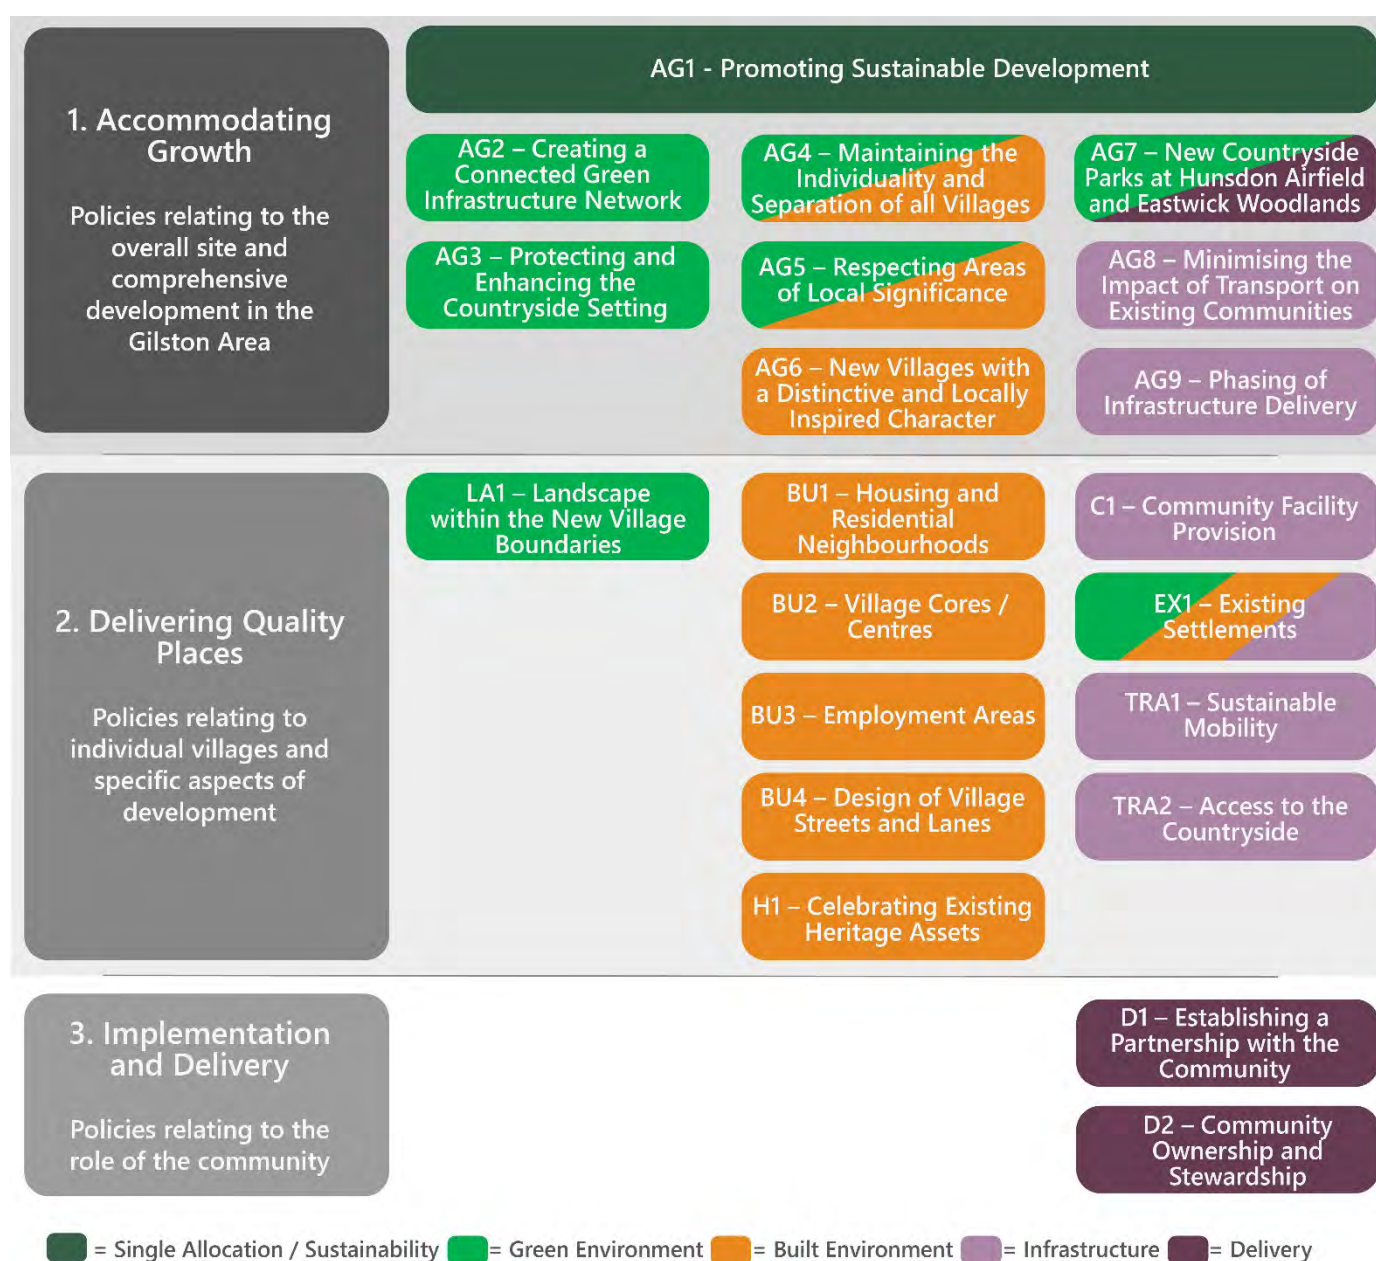 1. Accommodating
Growth
Policies relating to the
overall site and
comprehensive
development in the
Gilston Area
AG1 - Promoting Sustainable Development
AG2 – Creating a
Connected Green
Infrastructure Network
AG3 – Protecting and
Enhancing the
Countryside Setting
AG4 – Maintaining the
Individuality and
Separation of all Villages
AG5 – Respecting Areas
of Local Significance
AG6 – New Villages with
a Distinctive and Locally
Inspired Character
AG7 – New Countryside
Parks at Hunsdon Airfield
and Eastwick Woodlands
AG8 – Minimising the
Impact of Transport on
Existing Communities
AG9 – Phasing of
Infrastructure Delivery
2. Delivering Quality
Places
Policies relating to
individual villages and
specific aspects of
development
LA1 – Landscape
within the New Village
Boundaries
BU1 – Housing and
Residential
Neighbourhoods
BU2 – Village Cores /
Centres
BU3 – Employment Areas
BU4 – Design of Village
Streets and Lanes
H1 – Celebrating Existing
Heritage Assets
C1 – Community Facility
Provision
EX1 – Existing
Settlements
TRA1 – Sustainable
Mobility
TRA2 – Access to the
Countryside
3. Implementation
and Delivery
Policies relating to the
role of the community
D1 – Establishing a
Partnership with the
Community
D2 – Community
Ownership and
Stewardship
= Single Allocation / Sustainability = Green Environment = Built Environment = Infrastructure = Delivery